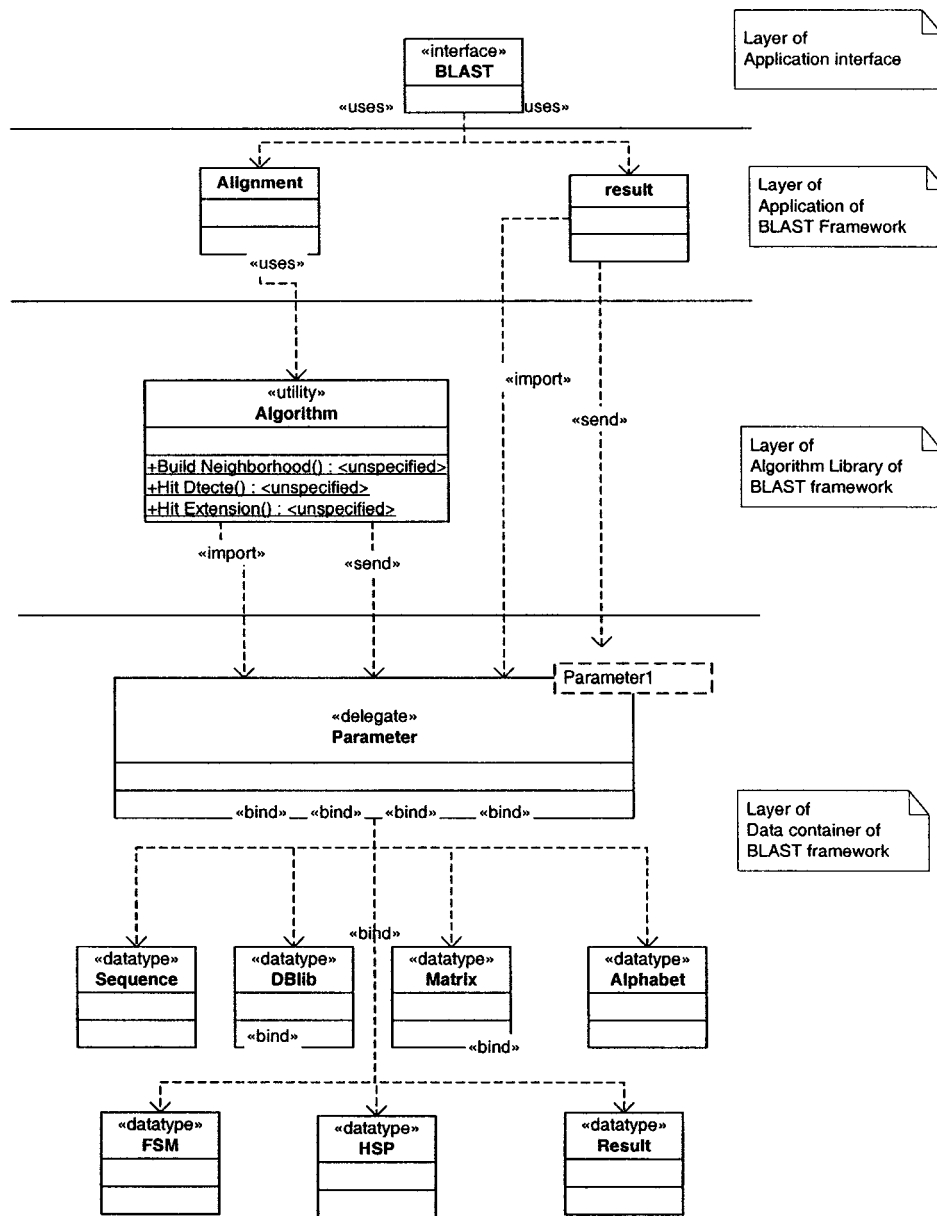 «interface»
BLAST
«uses»
«uses»
Layer of
Application interface
Alignment
result
«uses»
Layer of
Application of
BLAST Framework
«utility»
Algorithm
+Build Neighborhood() : <unspecified>
+Hit Dtecte() : <unspecified>
+Hit Extension() : <unspecified>
«import»
«send»
«import»
«send»
Layer of
Algorithm Library of
BLAST framework
Parameter1
«delegate»
Parameter
«bind» «bind» «bind» «bind»
Layer of
Data container of
BLAST framework
«bind»
«datatype»
Sequence
«datatype»
DBlib
«datatype»
Matrix
«datatype»
Alphabet
«bind»
«bind»
«datatype»
FSM
«datatype»
HSP
«datatype»
Result